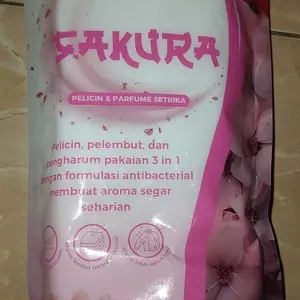 SAKURA
PELICIN & PARFUME SETRIKA
Pelicin, pelembut, dan
pengharum pakaian 3 in 1
dengan formulasi antibacterial
membuat aroma segar
seharian